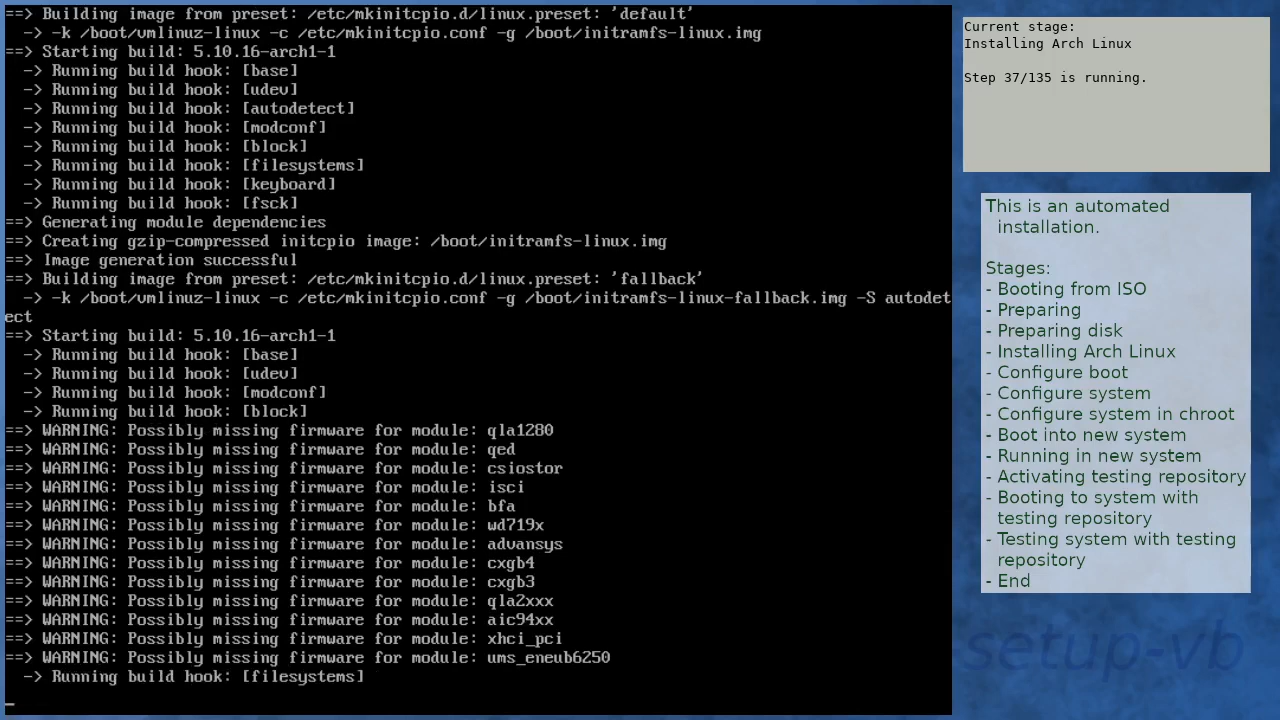 ==> Building image from preset: /etc/mkinitcpio.d/linux.preset: 'default'
  -> -k /boot/vmlinuz-linux -c /etc/mkinitcpio.conf -g /boot/initramfs-linux.img
==> Starting build: 5.10.16-arch1-1
  -> Running build hook: [base]
  -> Running build hook: [udev]
  -> Running build hook: [autodetect]
  -> Running build hook: [modconf]
  -> Running build hook: [block]
  -> Running build hook: [filesystems]
  -> Running build hook: [keyboard]
  -> Running build hook: [fsck]
==> Generating module dependencies
==> Creating gzip-compressed initcpio image: /boot/initramfs-linux.img
==> Image generation successful
==> Building image from preset: /etc/mkinitcpio.d/linux.preset: 'fallback'
  -> -k /boot/vmlinuz-linux -c /etc/mkinitcpio.conf -g /boot/initramfs-linux-fallback.img -S autodet
ect
==> Starting build: 5.10.16-arch1-1
  -> Running build hook: [base]
  -> Running build hook: [udev]
  -> Running build hook: [modconf]
  -> Running build hook: [block]
==> WARNING: Possibly missing firmware for module: qla1280
==> WARNING: Possibly missing firmware for module: qed
==> WARNING: Possibly missing firmware for module: csiostor
==> WARNING: Possibly missing firmware for module: isci
==> WARNING: Possibly missing firmware for module: bfa
==> WARNING: Possibly missing firmware for module: wd719x
==> WARNING: Possibly missing firmware for module: advansys
==> WARNING: Possibly missing firmware for module: cxgb4
==> WARNING: Possibly missing firmware for module: cxgb3
==> WARNING: Possibly missing firmware for module: qla2xxx
==> WARNING: Possibly missing firmware for module: aic94xx
==> WARNING: Possibly missing firmware for module: xhci_pci
==> WARNING: Possibly missing firmware for module: ums_eneub6250
  -> Running build hook: [filesystems]
Current stage:
Installing Arch Linux
Step 37/135 is running.
This is an automated
installation.
Stages:
- Booting from ISO
- Preparing
- Preparing disk
- Installing Arch Linux
- Configure boot
- Configure system
- Configure system in chroot
- Boot into new system
- Running in new system
- Activating testing repository
- Booting to system with
testing repository
- Testing system with testing
repository
- End
setup-vb